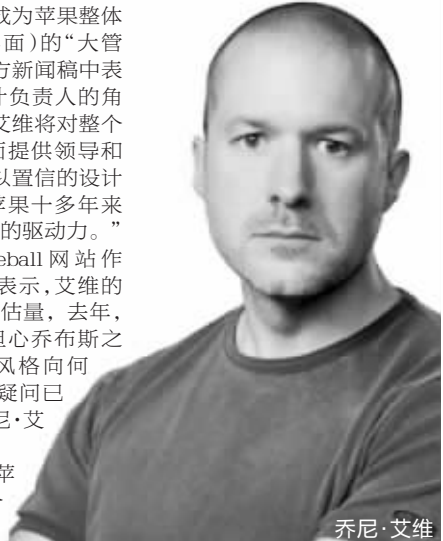 成为苹果整体
面)的“大管
方新闻稿中表
计负责人的角
艾维将对整个
面提供领导和
以置信的设计
苹果十多年来
的驱动力。”
eball 网站作
表示,艾维的
估量，去年，
担心乔布斯之
风格向何
疑问已
尼·艾
苹
乔尼·艾维